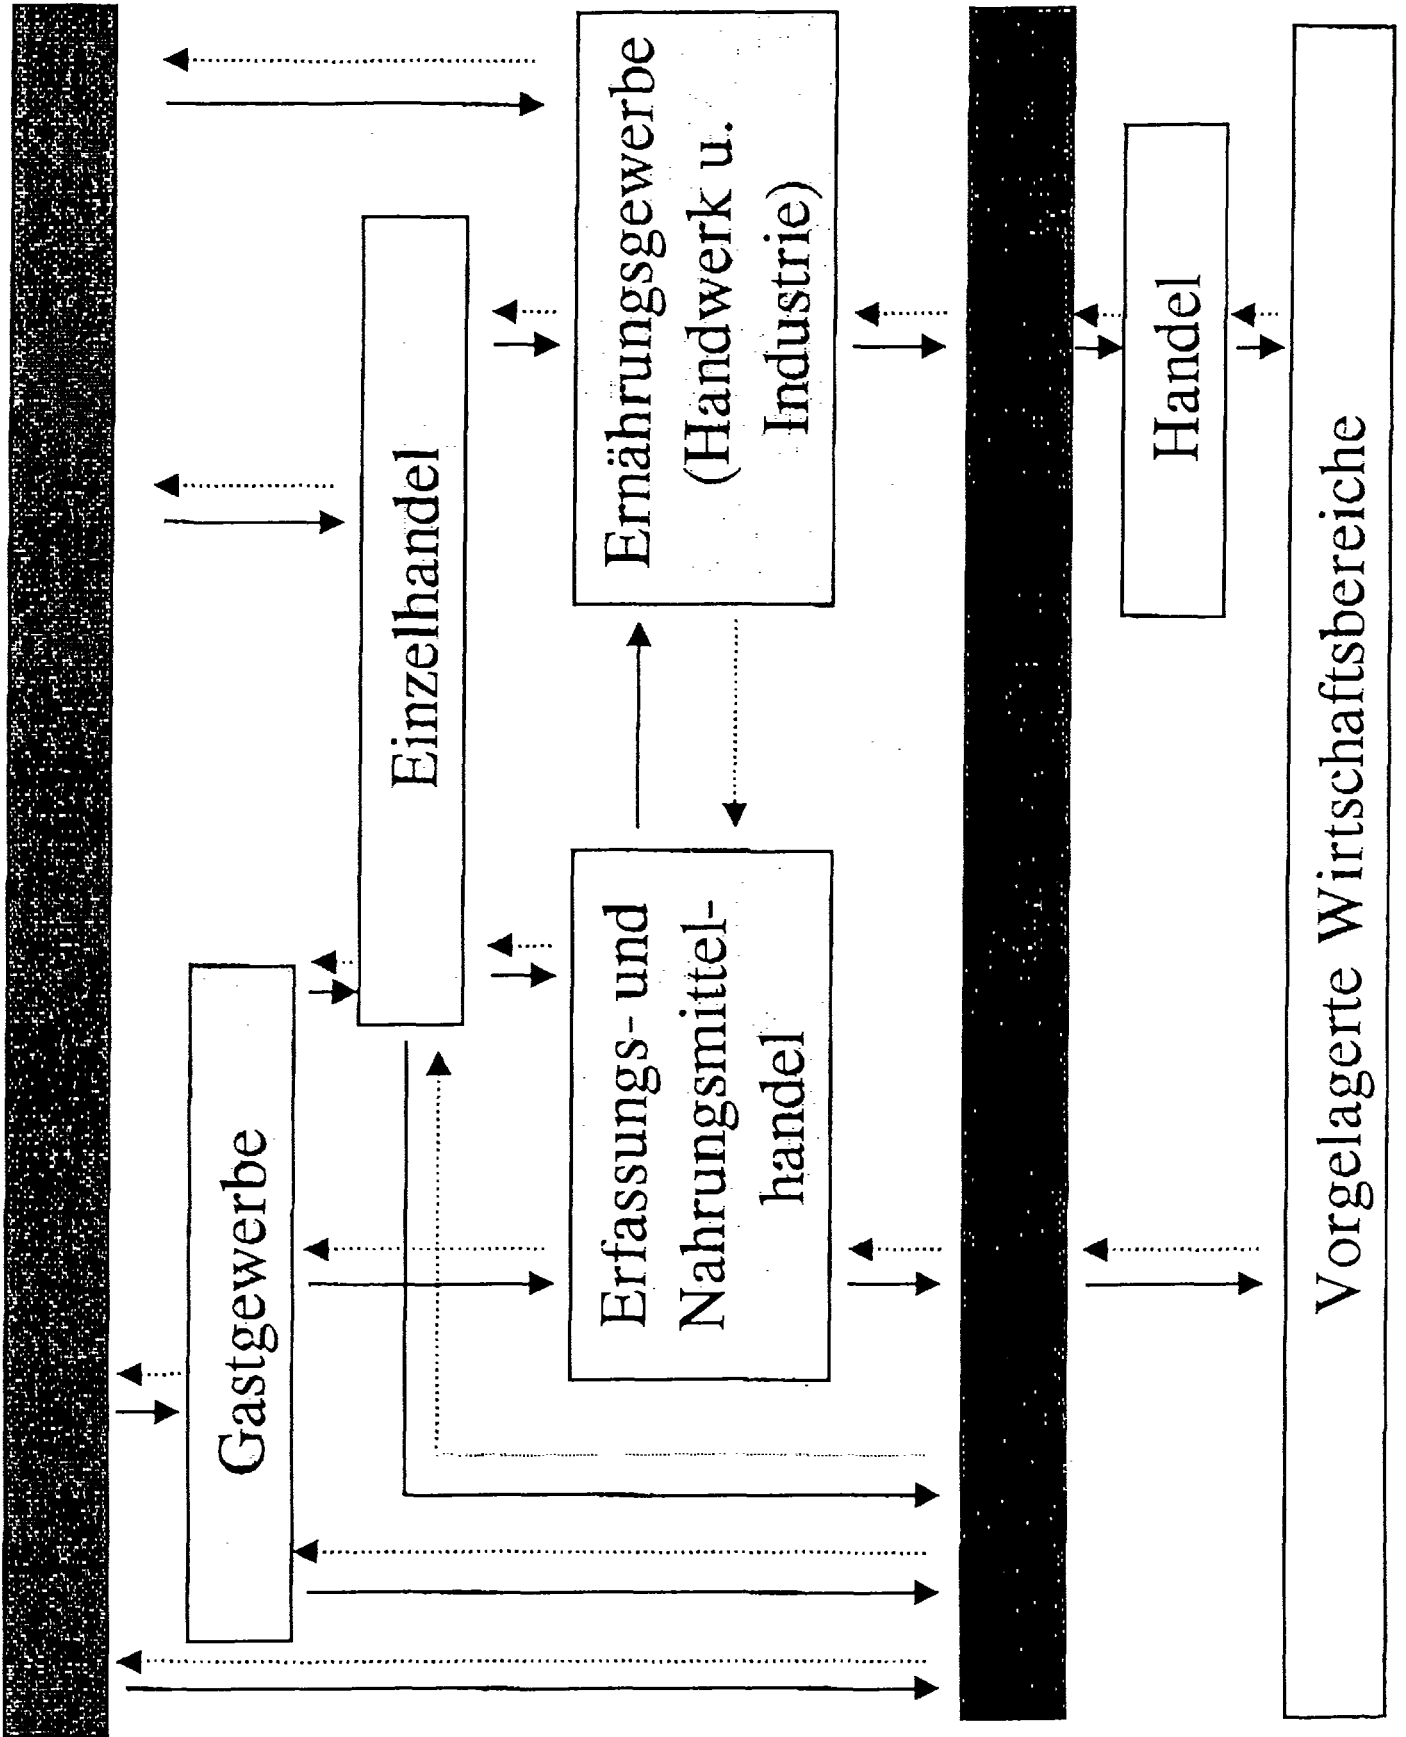 Gastgewerbe
Einzelhandel
Erfassungs- und
Nahrungsmittel-
handel
Ernährungsgewerbe
(Handwerk u.
Industrie)
Handel
Vorgelagerte Wirtschaftsbereiche